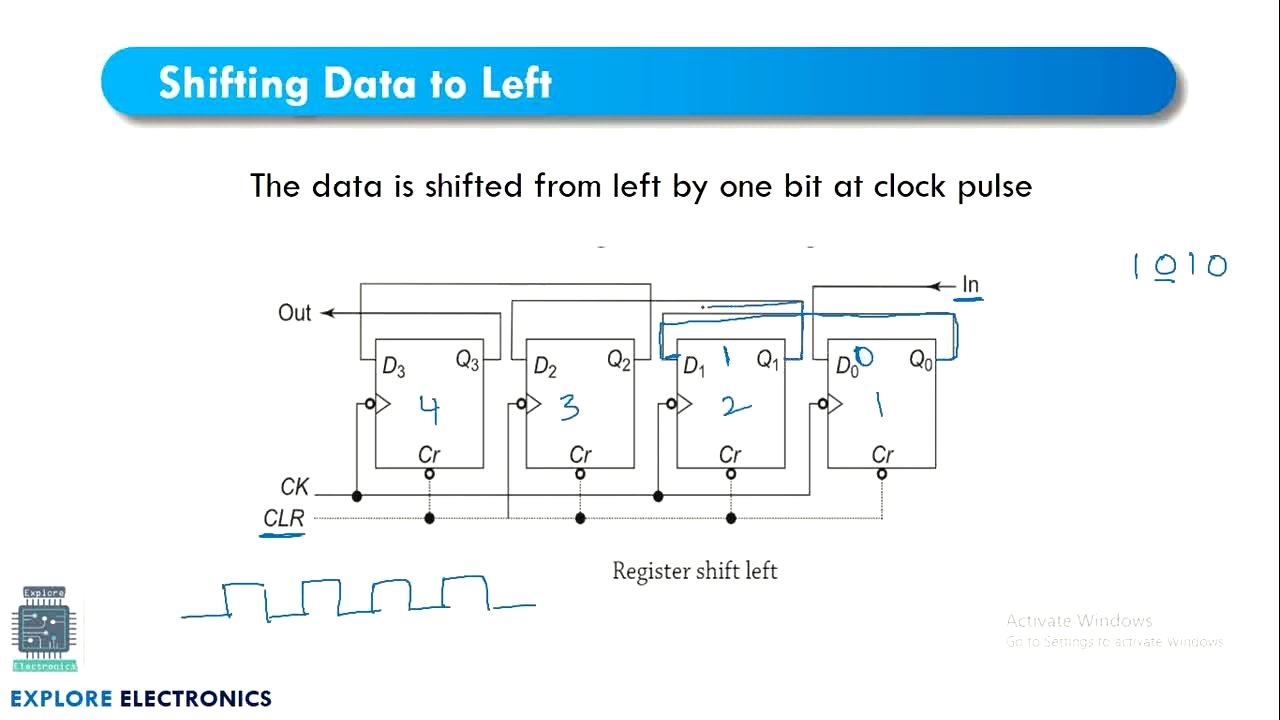 Shifting Data to Left
The data is shifted from left by one bit at clock pulse
1010
In
Out
D3 Q3 D2 Q2 D1 1 Q1 D0 0 Q0
4 3 2 1
Cr Cr Cr Cr
CK
CLR
Register shift left
Explore
Electronics
Activate Windows
Go to Settings to activate Windows
EXPLORE ELECTRONICS